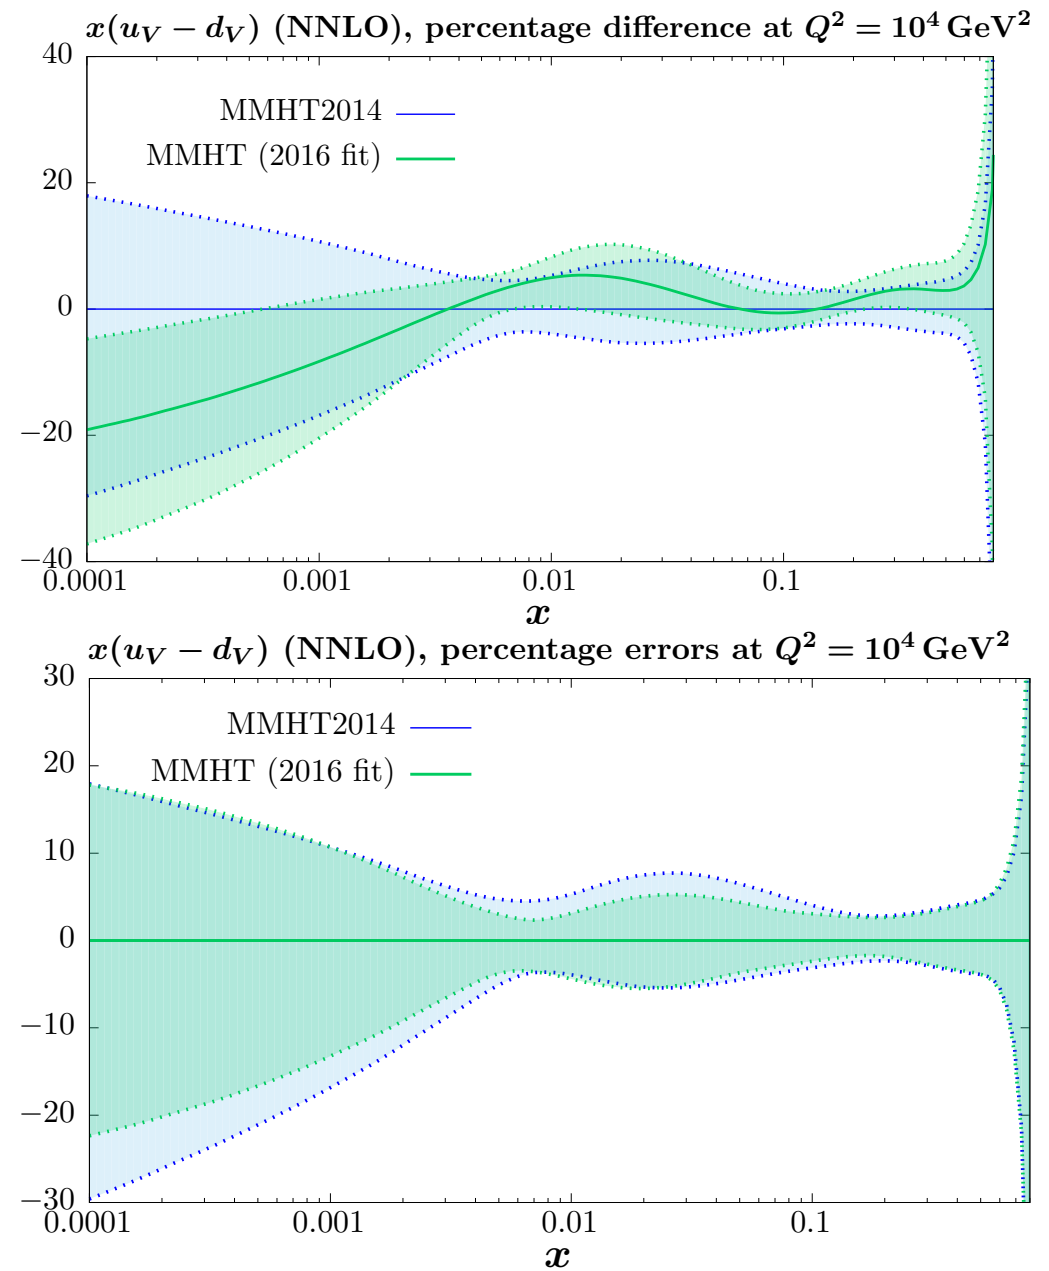 x(u_V − d_V) (NNLO), percentage difference at Q² = 10⁴ GeV²
40
MMHT2014
MMHT (2016 fit)
20
0
−20
−40
0.0001 0.001 0.01 0.1
x
x(u_V − d_V) (NNLO), percentage errors at Q² = 10⁴ GeV²
30
MMHT2014
MMHT (2016 fit)
20
10
0
−10
−20
−30
0.0001 0.001 0.01 0.1
x